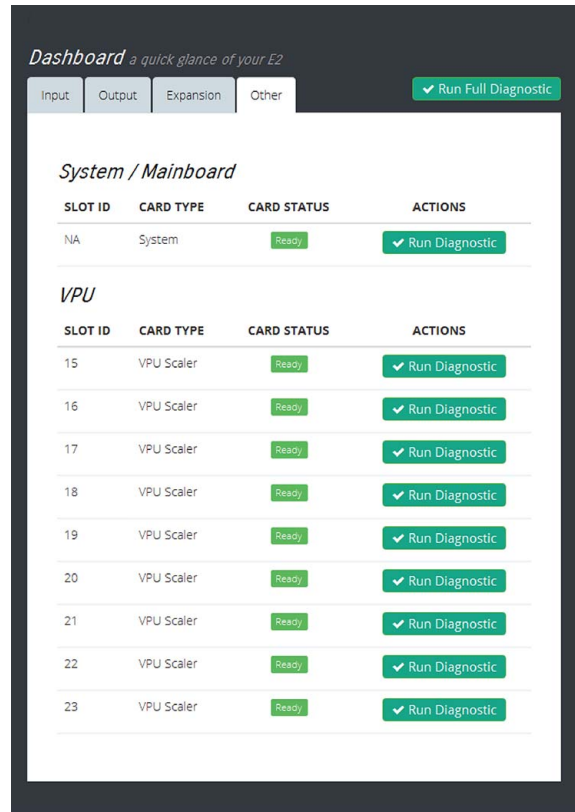 Dashboard a quick glance of your E2
Input Output Expansion Other Run Full Diagnostic
System / Mainboard
SLOT ID CARD TYPE CARD STATUS ACTIONS
NA System Ready Run Diagnostic
VPU
SLOT ID CARD TYPE CARD STATUS ACTIONS
15 VPU Scaler Ready Run Diagnostic
16 VPU Scaler Ready Run Diagnostic
17 VPU Scaler Ready Run Diagnostic
18 VPU Scaler Ready Run Diagnostic
19 VPU Scaler Ready Run Diagnostic
20 VPU Scaler Ready Run Diagnostic
21 VPU Scaler Ready Run Diagnostic
22 VPU Scaler Ready Run Diagnostic
23 VPU Scaler Ready Run Diagnostic